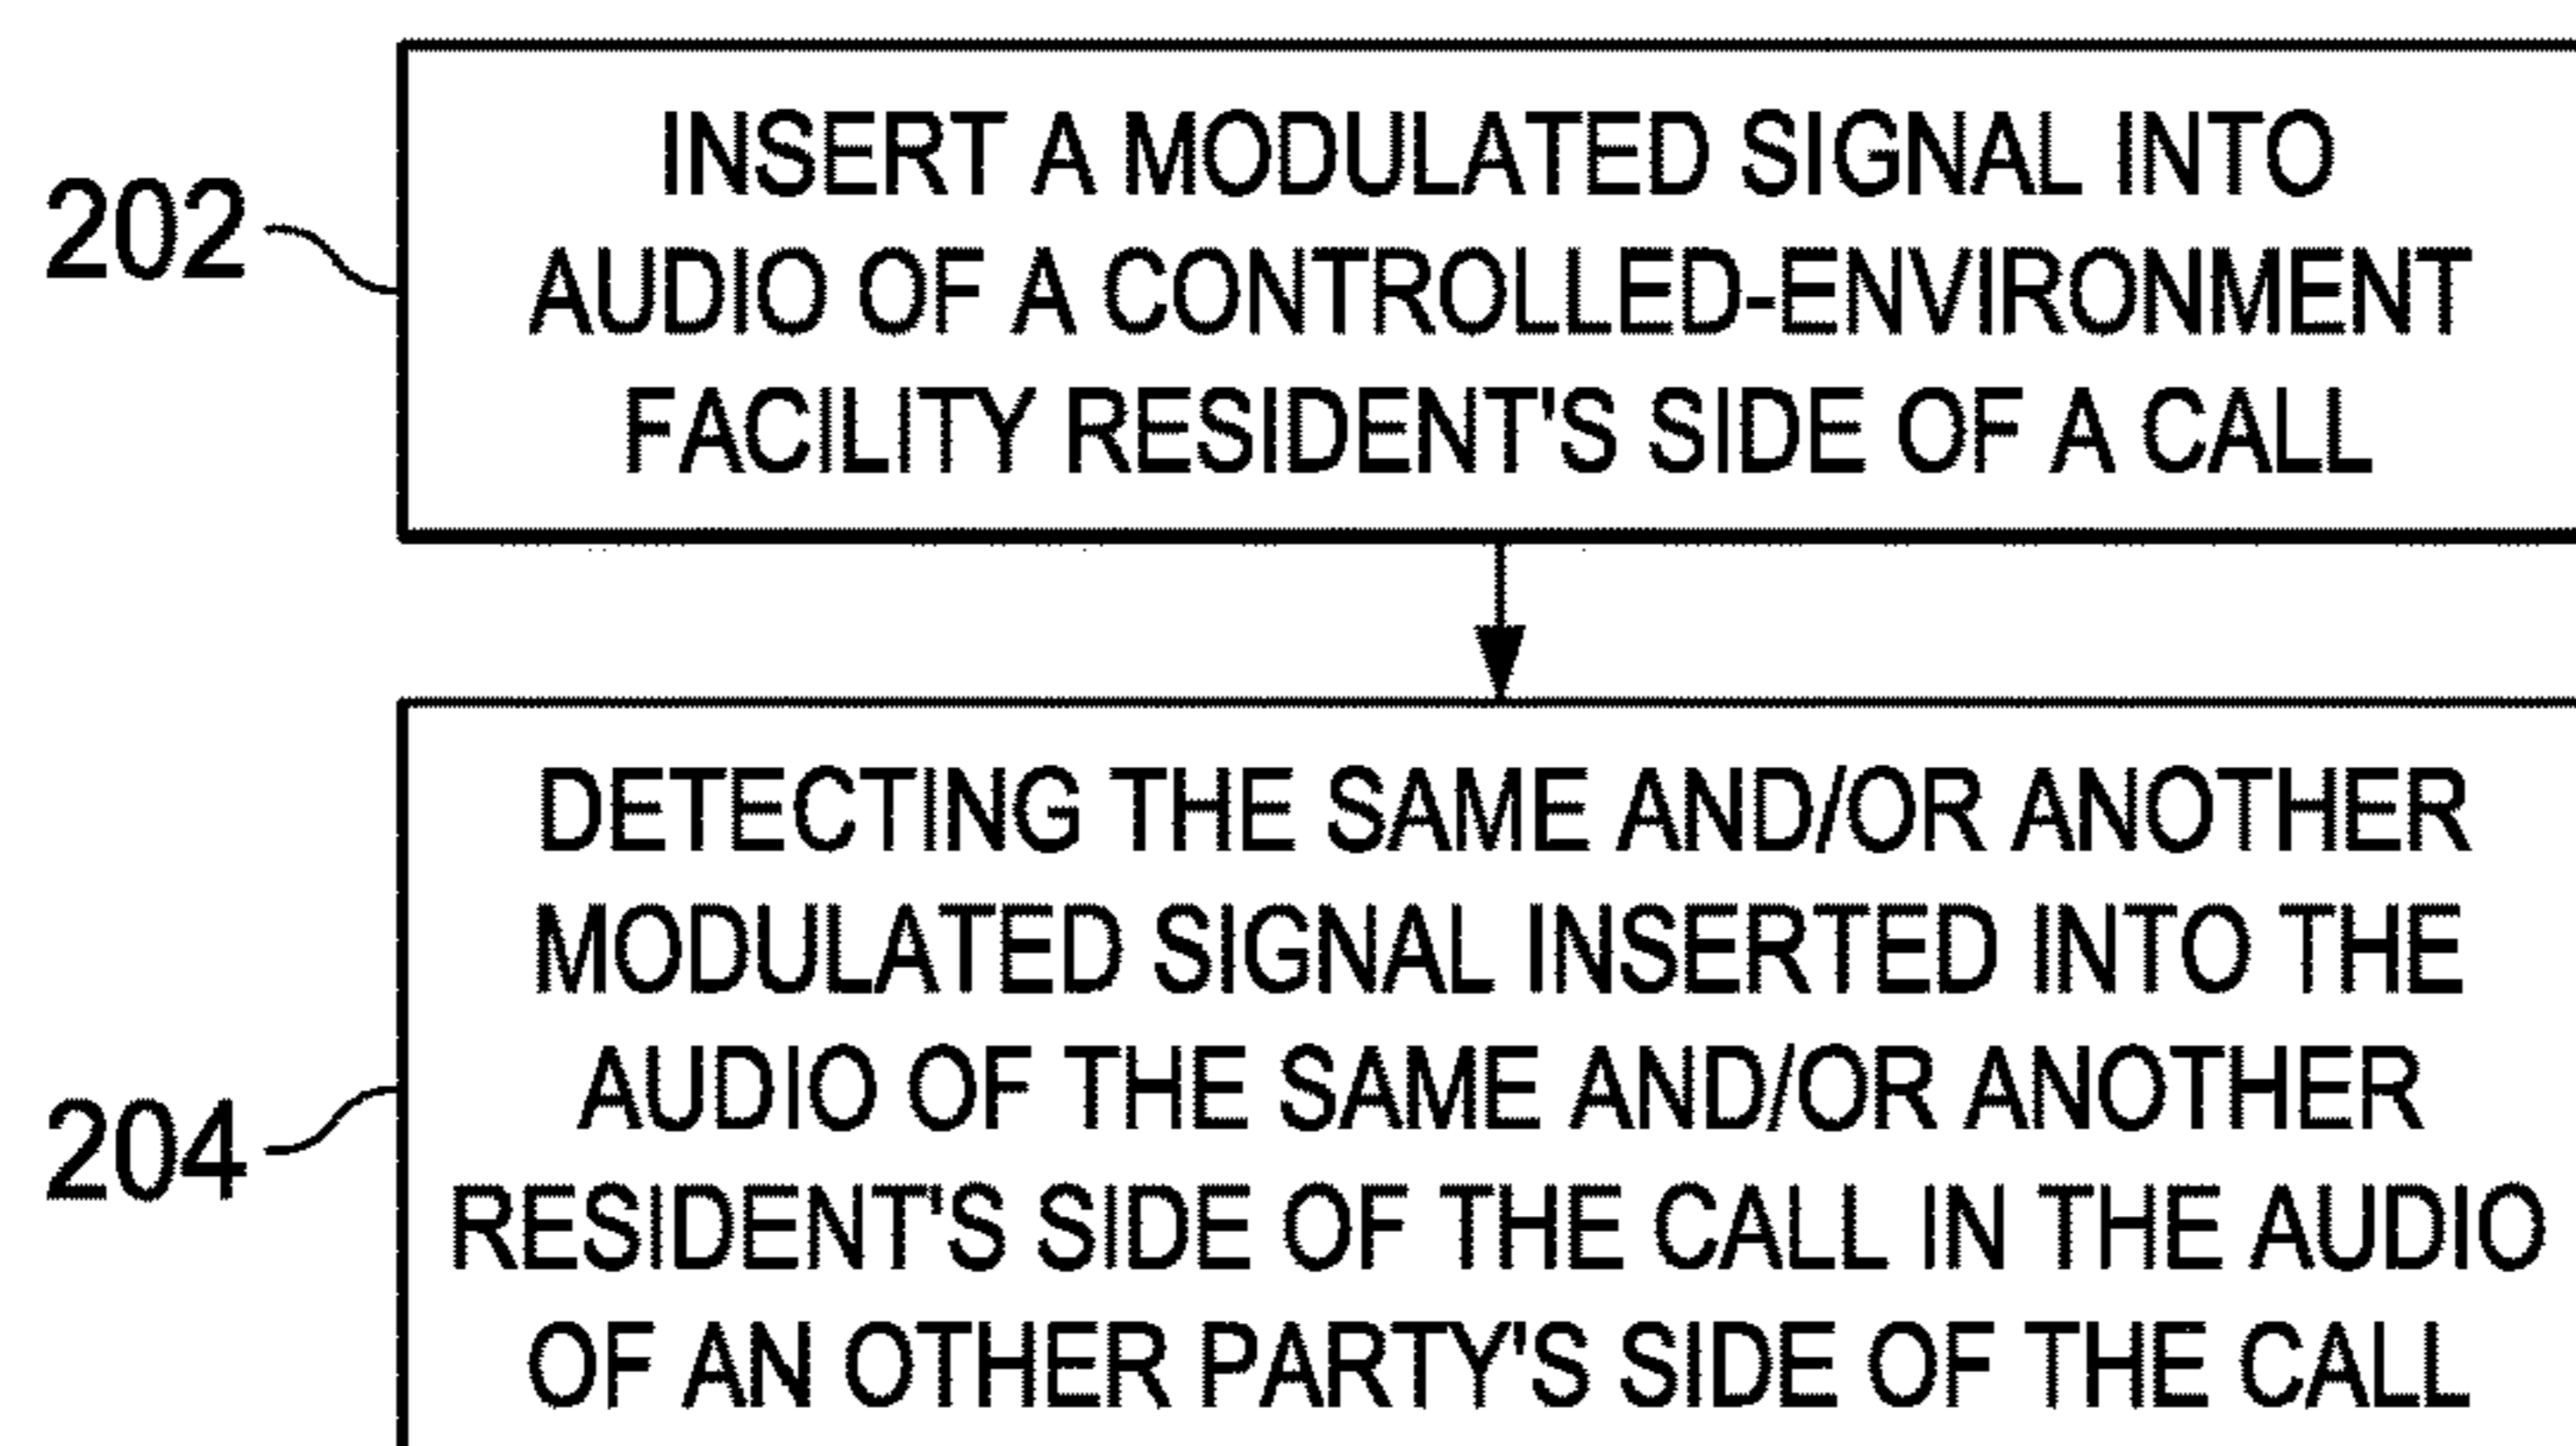 202
INSERT A MODULATED SIGNAL INTO
AUDIO OF A CONTROLLED-ENVIRONMENT
FACILITY RESIDENT'S SIDE OF A CALL
204
DETECTING THE SAME AND/OR ANOTHER
MODULATED SIGNAL INSERTED INTO THE
AUDIO OF THE SAME AND/OR ANOTHER
RESIDENT'S SIDE OF THE CALL IN THE AUDIO
OF AN OTHER PARTY'S SIDE OF THE CALL